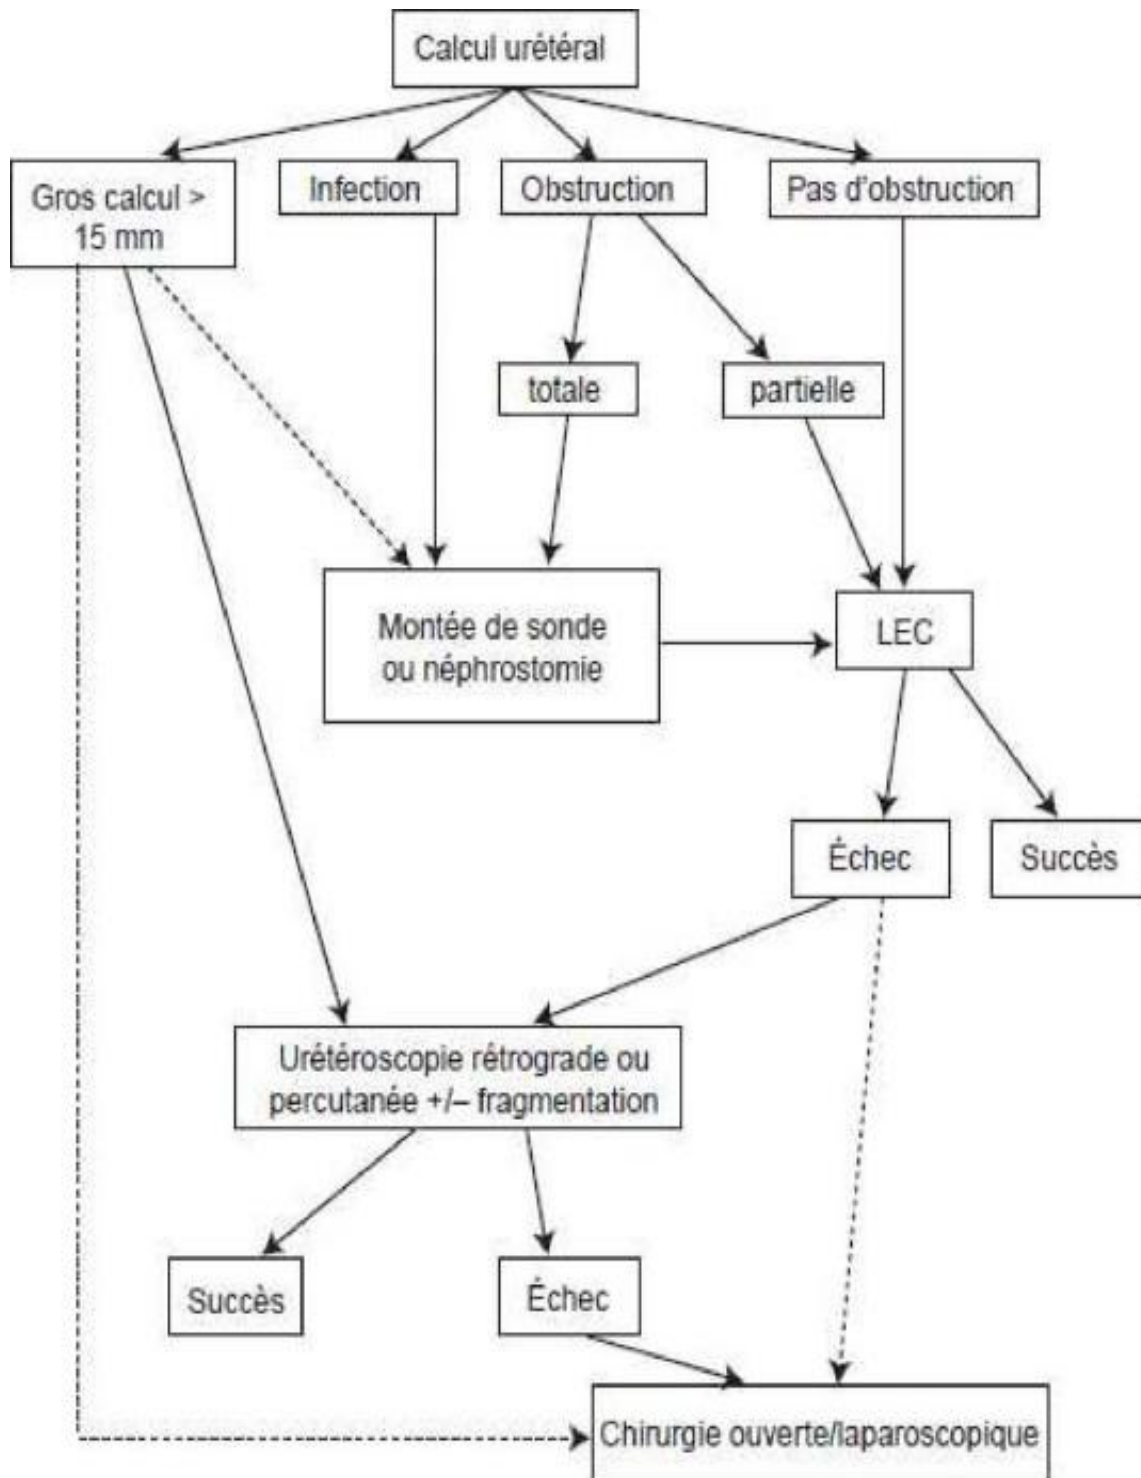 Calcul urétéral
Gros calcul >
15 mm
Infection
Obstruction
Pas d'obstruction
totale
partielle
Montée de sonde
ou néphrostomie
LEC
Échec
Succès
Urétéroscopie rétrograde ou
percutanée +/– fragmentation
Succès
Échec
Chirurgie ouverte/laparoscopique